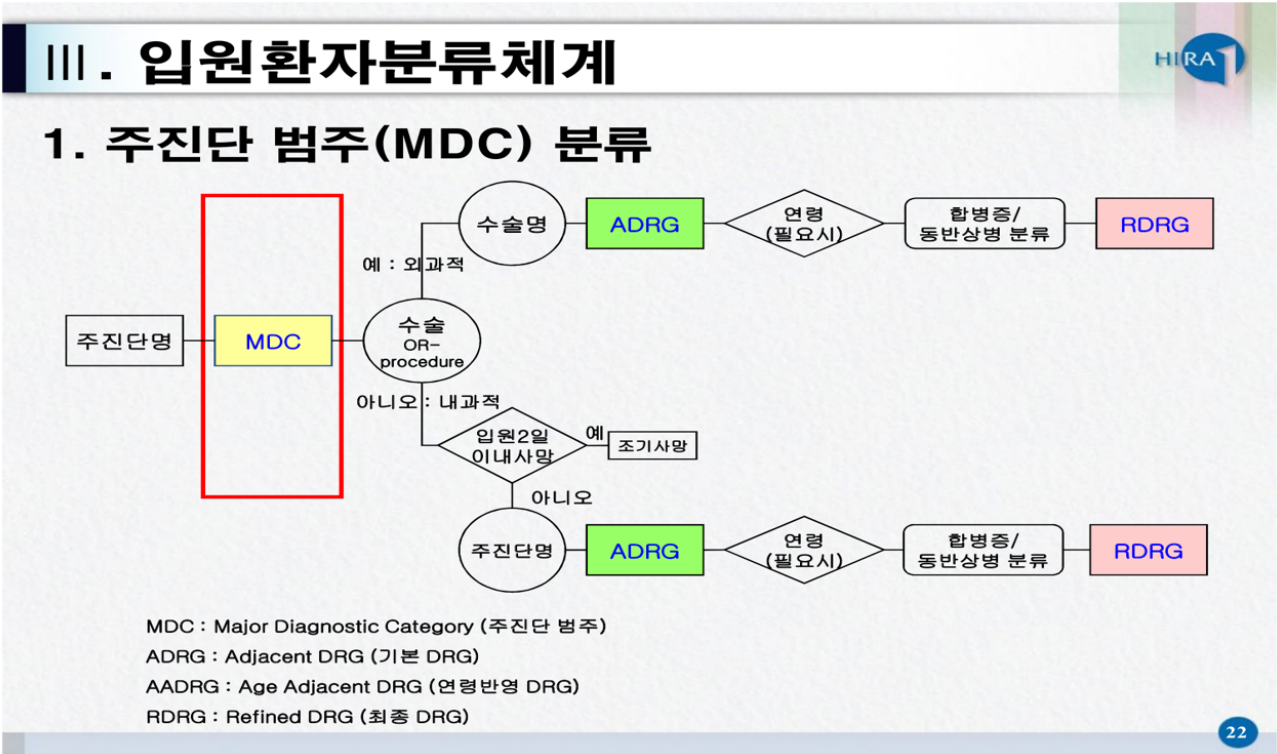 Ⅲ. 입원환자분류체계
HIRA
1. 주진단 범주(MDC) 분류
수술명
ADRG
연령
(필요시)
합병증/
동반상병 분류
RDRG
예 : 외과적
주진단명
MDC
수술
OR-
procedure
아니오 : 내과적
입원2일
이내사망
예
조기사망
아니오
주진단명
ADRG
연령
(필요시)
합병증/
동반상병 분류
RDRG
MDC : Major Diagnostic Category (주진단 범주)
ADRG : Adjacent DRG (기본 DRG)
AADRG : Age Adjacent DRG (연령반영 DRG)
RDRG : Refined DRG (최종 DRG)
22